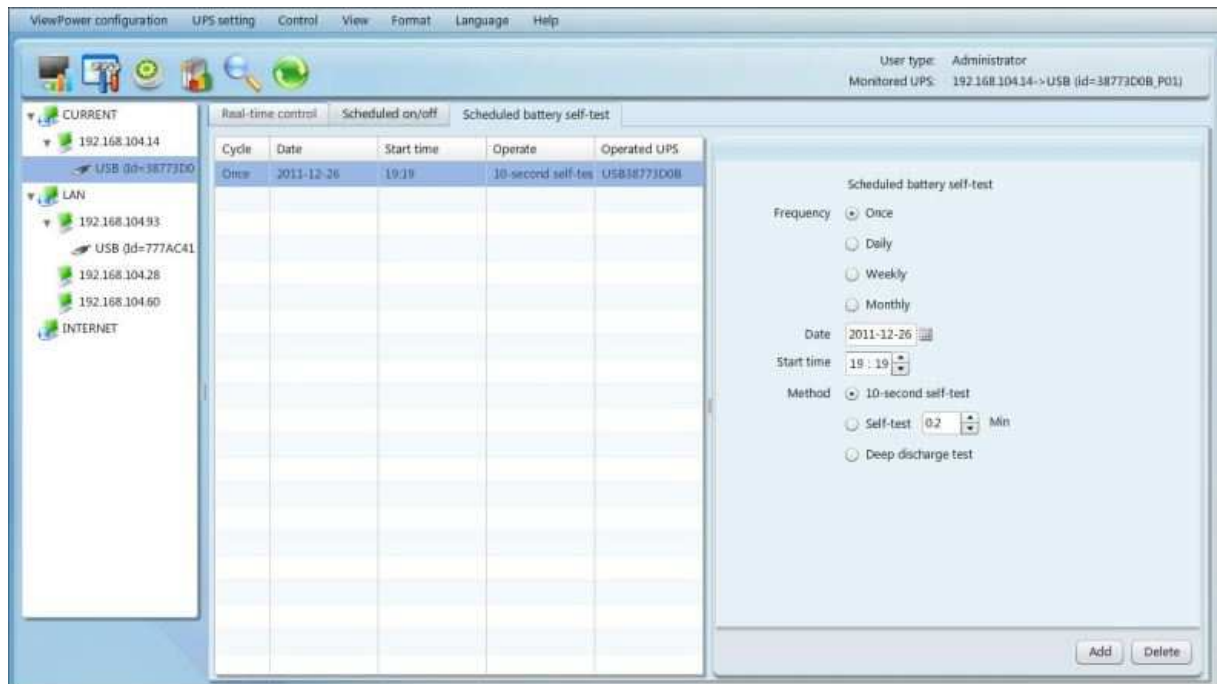 ViewPower configuration UPS setting Control View Format Language Help
User type: Administrator
Monitored UPS: 192.168.104.14->USB (id=38773D0B_P01)
CURRENT
192.168.104.14
USB (Id=38773D0
LAN
192.168.104.93
USB (Id=777AC41
192.168.104.28
192.168.104.60
INTERNET
Real-time control Scheduled on/off Scheduled battery self-test
Cycle Date Start time Operate Operated UPS
Once 2011-12-26 19:19 10-second self-tes USB38773D0B
Scheduled battery self-test
Frequency Once
Daily
Weekly
Monthly
Date 2011-12-26
Start time 19 : 19
Method 10-second self-test
Self-test 0.2 Min
Deep discharge test
Add Delete